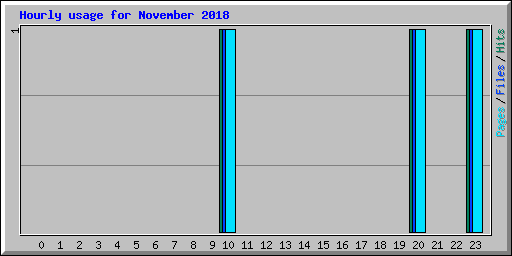 Hourly usage for November 2018
1
Pages/Files/Hits
0 1 2 3 4 5 6 7 8 9 10 11 12 13 14 15 16 17 18 19 20 21 22 23